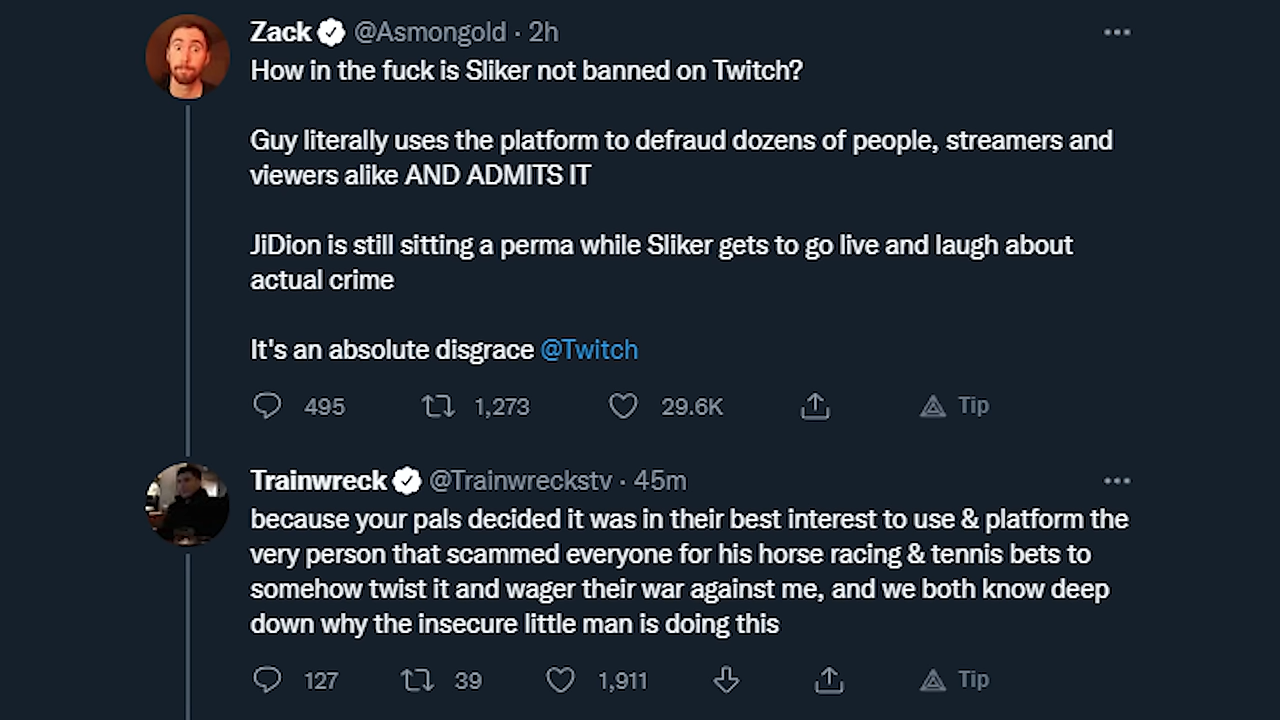 Zack @Asmongold · 2h
How in the fuck is Sliker not banned on Twitch?
Guy literally uses the platform to defraud dozens of people, streamers and
viewers alike AND ADMITS IT
JiDion is still sitting a perma while Sliker gets to go live and laugh about
actual crime
It's an absolute disgrace @Twitch
495 1,273 29.6K Tip
Trainwreck @Trainwreckstv · 45m
because your pals decided it was in their best interest to use & platform the
very person that scammed everyone for his horse racing & tennis bets to
somehow twist it and wager their war against me, and we both know deep
down why the insecure little man is doing this
127 39 1,911 Tip